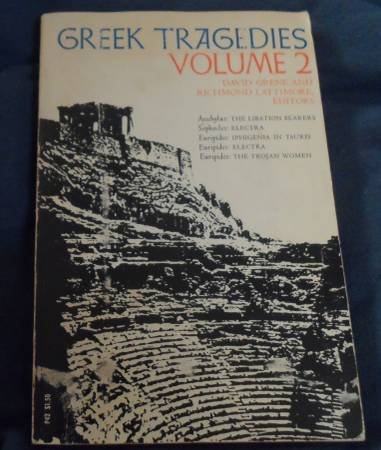 GREEK TRAGEDIES
VOLUME 2
DAVID GRENE AND
RICHMOND LATTIMORE,
EDITORS
Aeschylus: THE LIBATION BEARERS
Sophocles: ELECTRA
Euripides: IPHIGENIA IN TAURIS
Euripides: ELECTRA
Euripides: THE TROJAN WOMEN
P42 $1.50